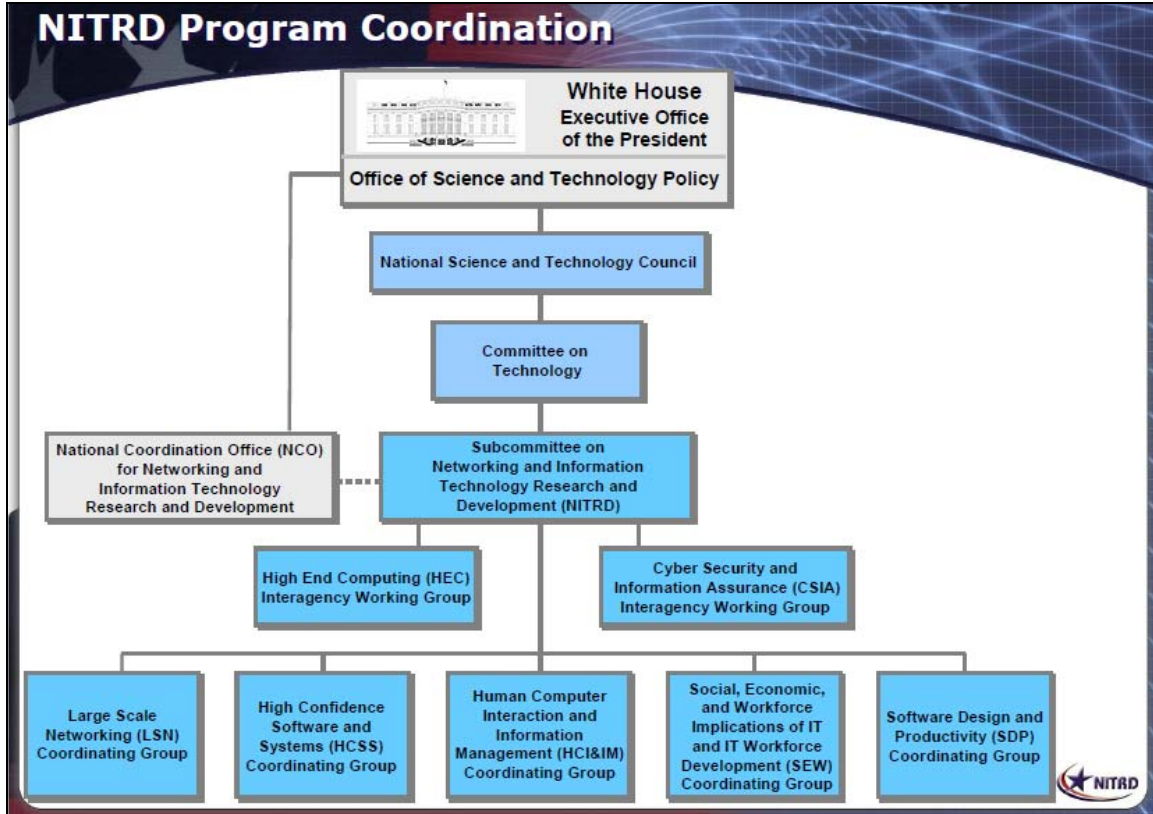 NITRD Program Coordination
White House
Executive Office
of the President
Office of Science and Technology Policy
National Science and Technology Council
Committee on
Technology
National Coordination Office (NCO)
for Networking and
Information Technology
Research and Development
Subcommittee on
Networking and Information
Technology Research and
Development (NITRD)
High End Computing (HEC)
Interagency Working Group
Cyber Security and
Information Assurance (CSIA)
Interagency Working Group
Large Scale
Networking (LSN)
Coordinating Group
High Confidence
Software and
Systems (HCSS)
Coordinating Group
Human Computer
Interaction and
Information
Management (HCI&IM)
Coordinating Group
Social, Economic,
and Workforce
Implications of IT
and IT Workforce
Development (SEW)
Coordinating Group
Software Design and
Productivity (SDP)
Coordinating Group
NITRD